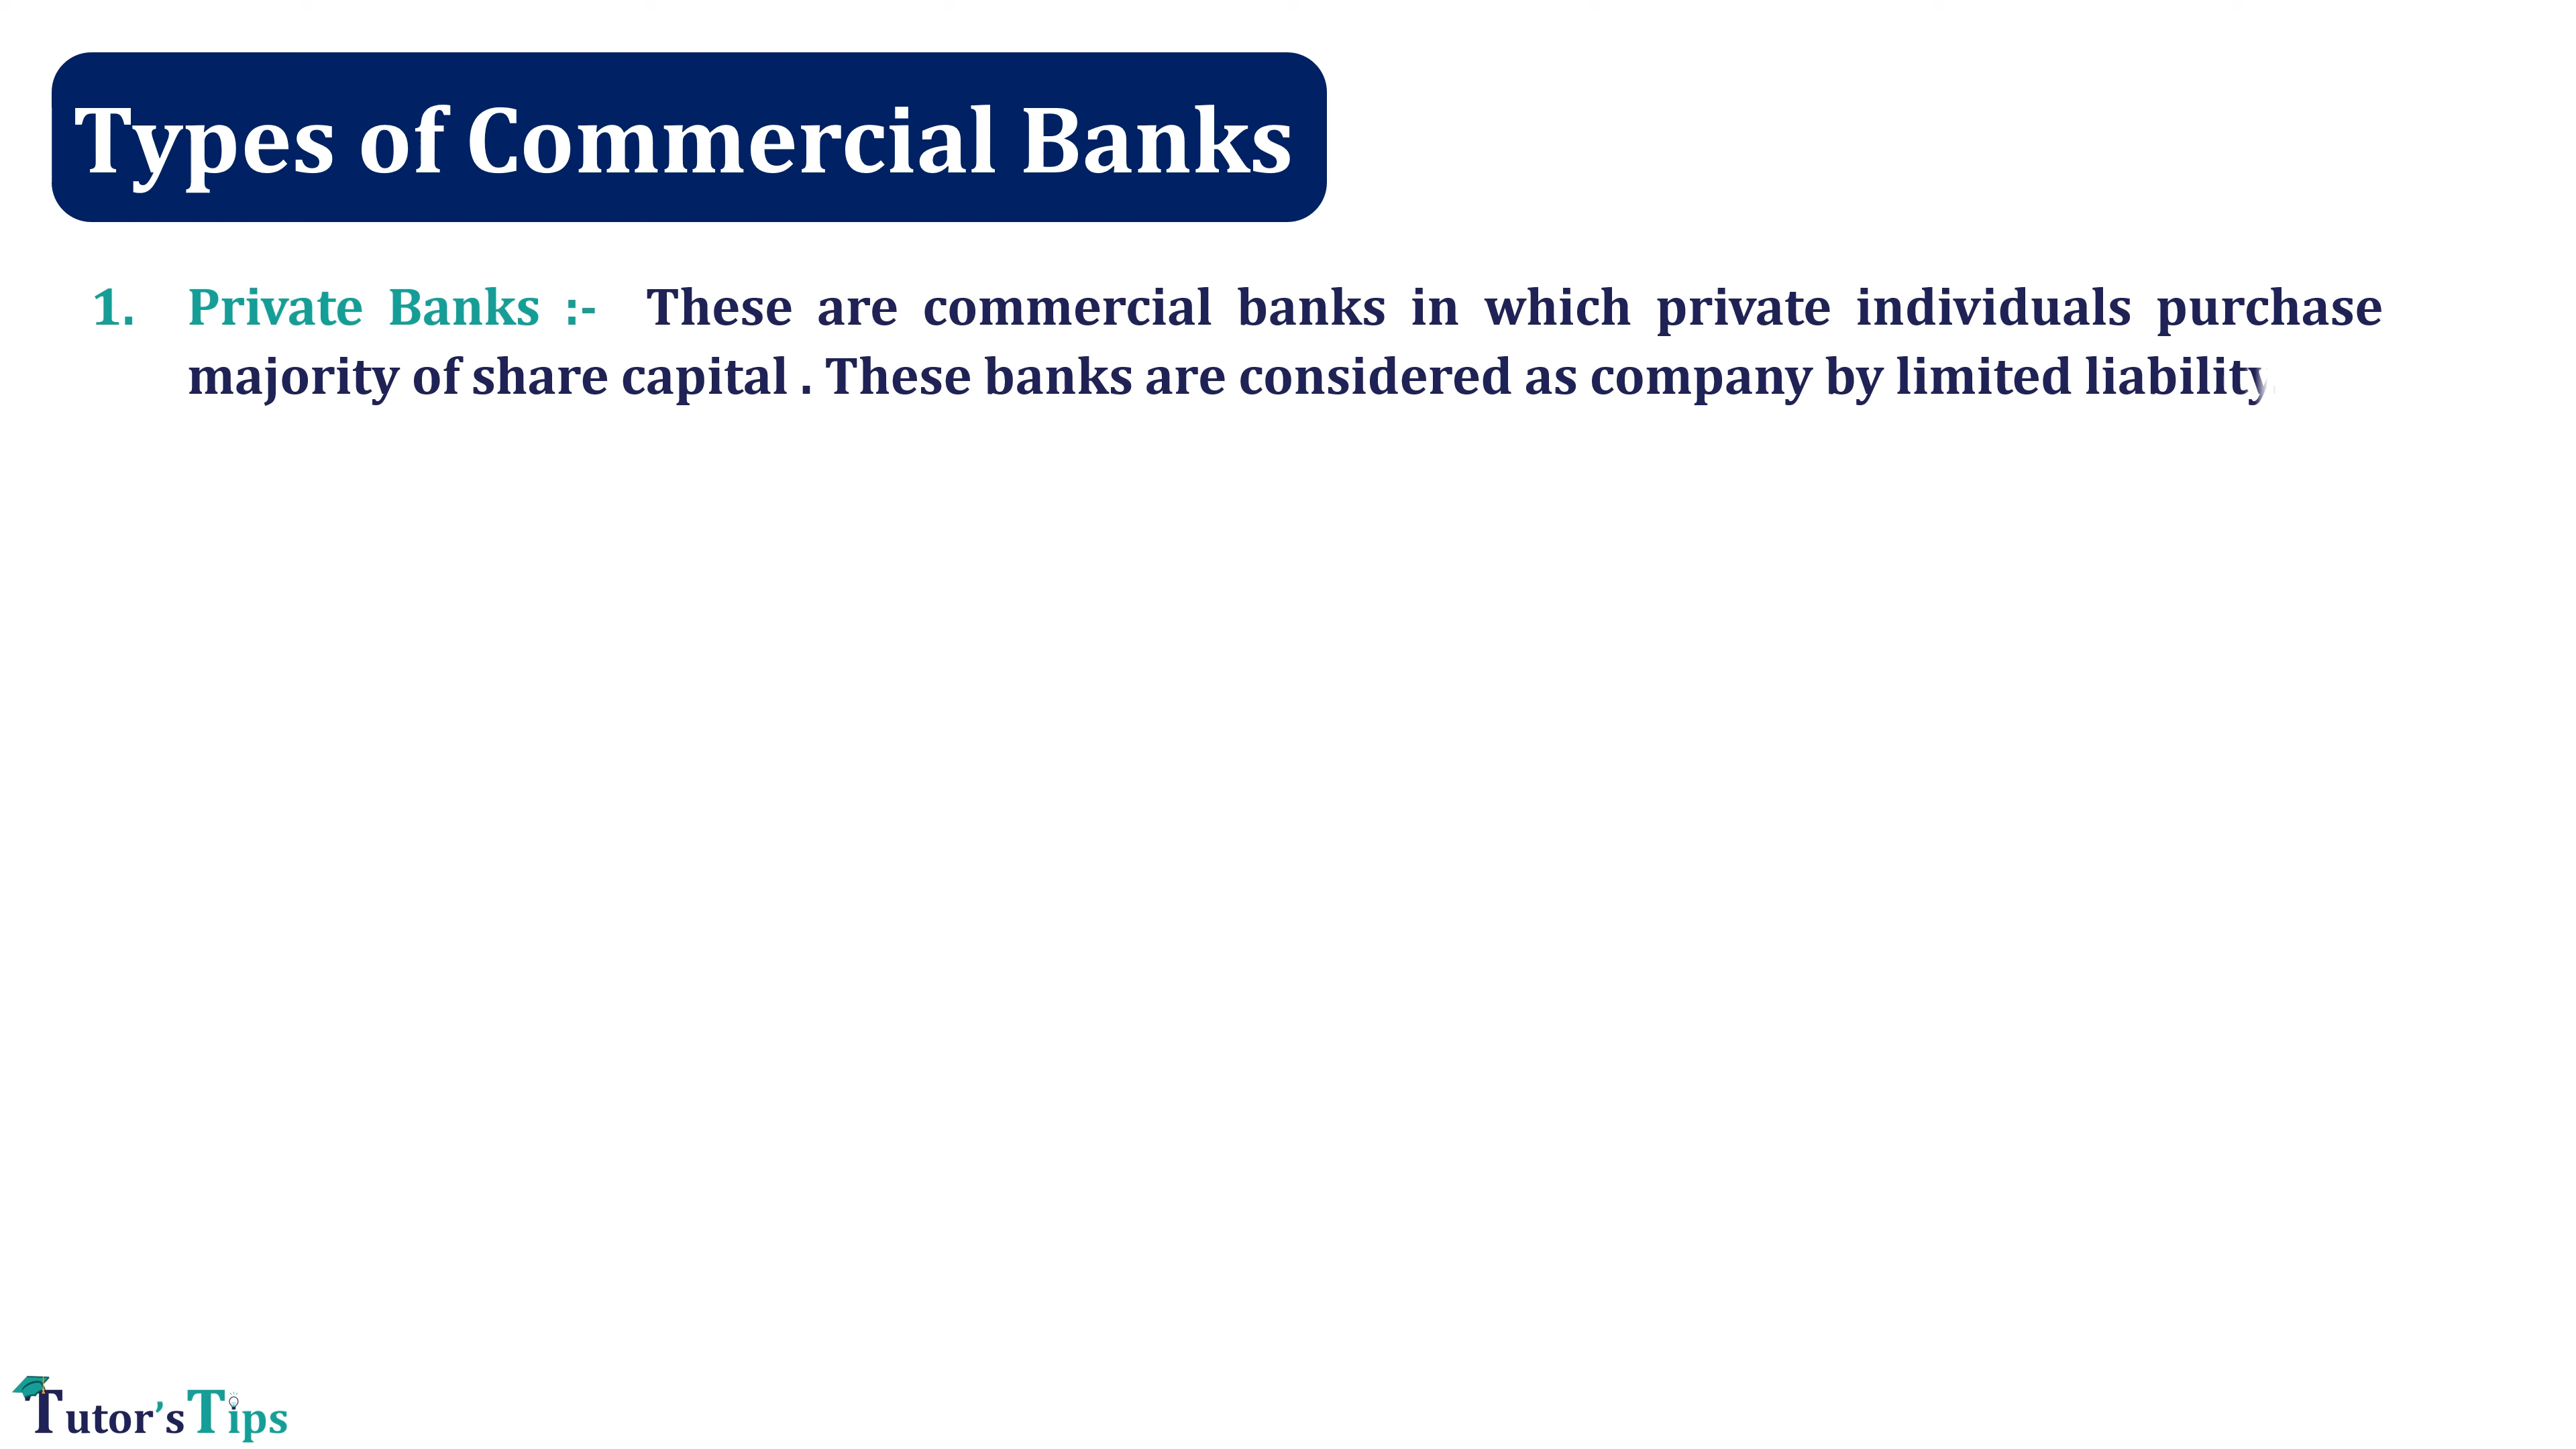 Types of Commercial Banks
1. Private Banks :- These are commercial banks in which private individuals purchase
majority of share capital . These banks are considered as company by limited liability
Tutor’s Tips